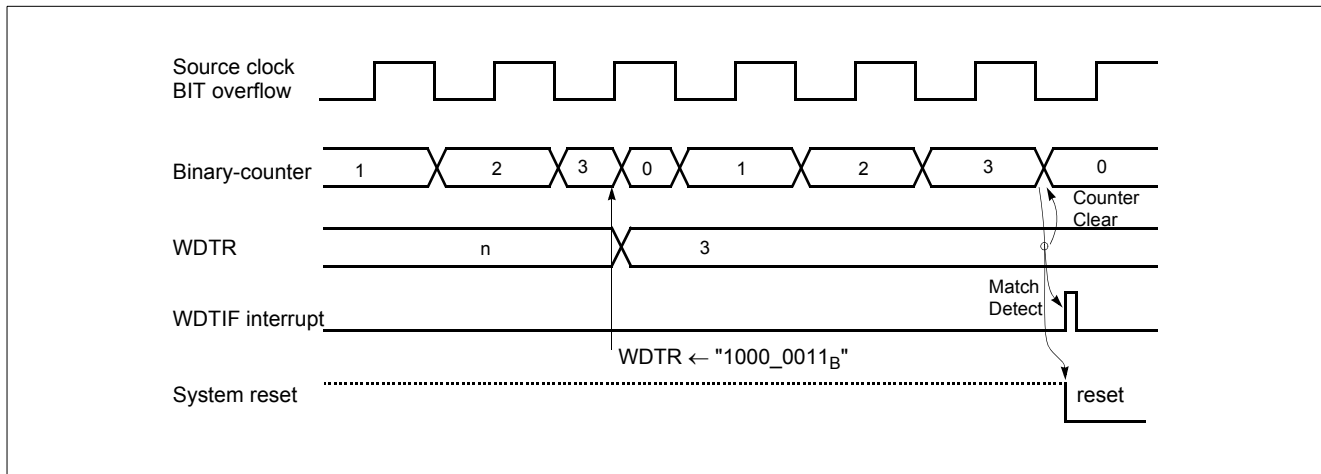 Source clock
BIT overflow
Binary-counter
1 2 3 0 1 2 3 0
Counter
Clear
WDTR
n 3
Match
Detect
WDTIF interrupt
WDTR ← "1000_0011B"
System reset
reset